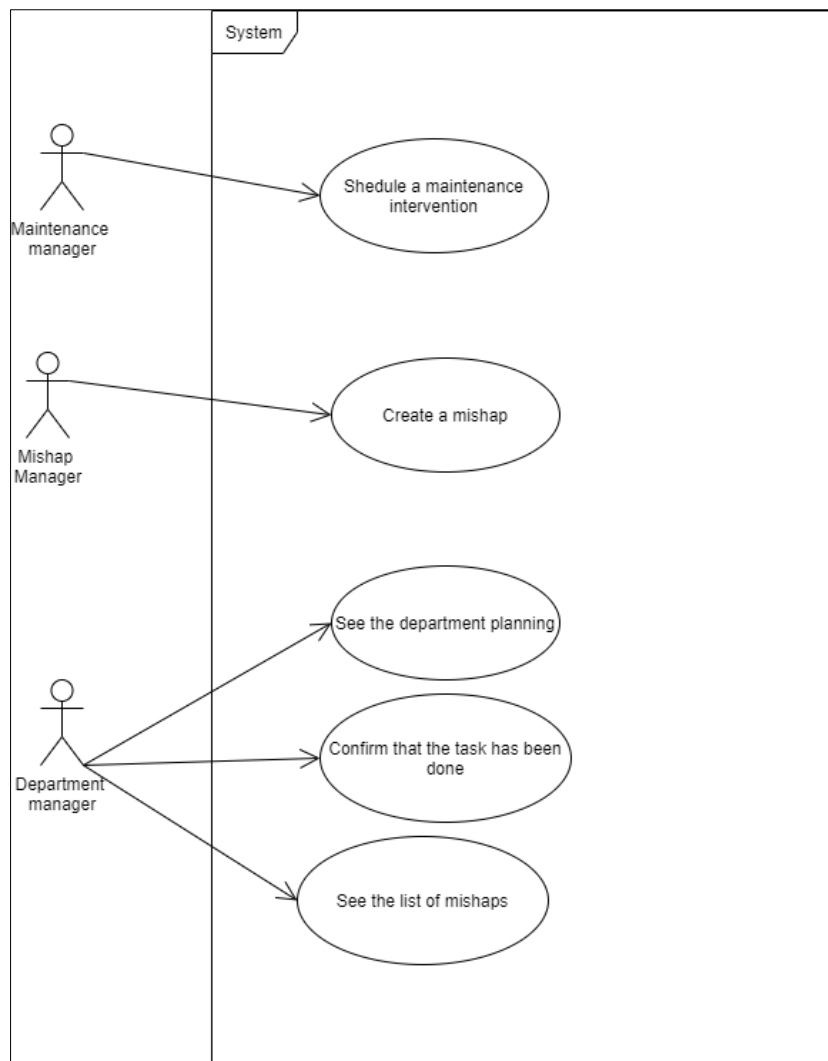 System
Shedule a maintenance
intervention
Maintenance
manager
Create a mishap
Mishap
Manager
See the department planning
Confirm that the task has been
done
Department
manager
See the list of mishaps